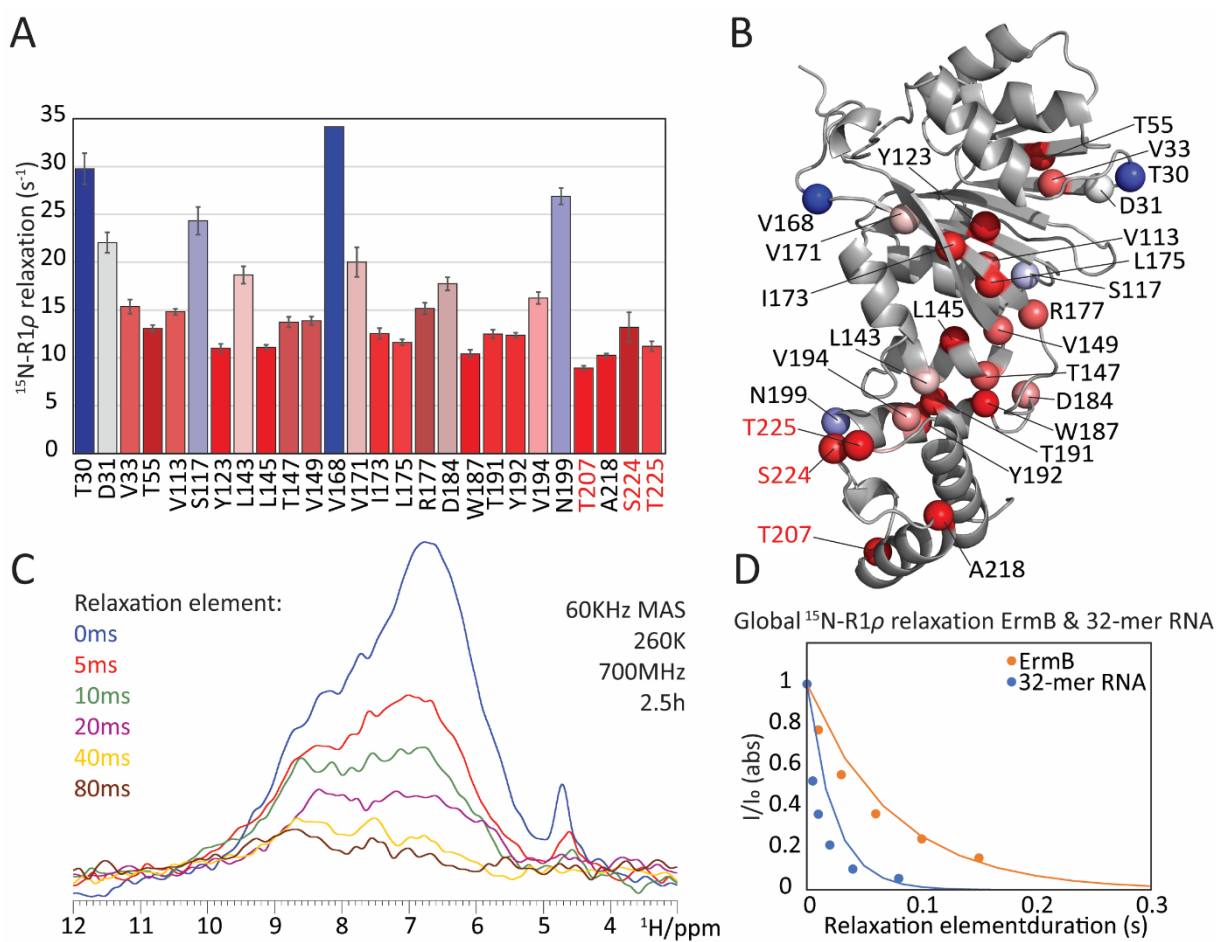 A
35
30
25
20
15
10
5
0
¹⁵N-R1ρ relaxation (s⁻¹)
T30
D31
V33
T55
V113
S117
Y123
L143
L145
T147
V149
V168
V171
I173
L175
R177
D184
W187
T191
Y192
V194
N199
T207
A218
S224
T225
B
T55
V33
T30
D31
Y123
V168
V171
V113
L175
S117
I173
R177
L145
L143
V149
V194
T147
N199
D184
T225
W187
T191
S224
Y192
T207
A218
C
Relaxation element:
0ms
5ms
10ms
20ms
40ms
80ms
60KHz MAS
260K
700MHz
2.5h
12 11 10 9 8 7 6 5 4 ¹H/ppm
D
Global ¹⁵N-R1ρ relaxation ErmB & 32-mer RNA
ErmB
32-mer RNA
1
0.8
0.6
0.4
0.2
0
I/I₀ (abs)
0 0.1 0.2 0.3
Relaxation elementduration (s)